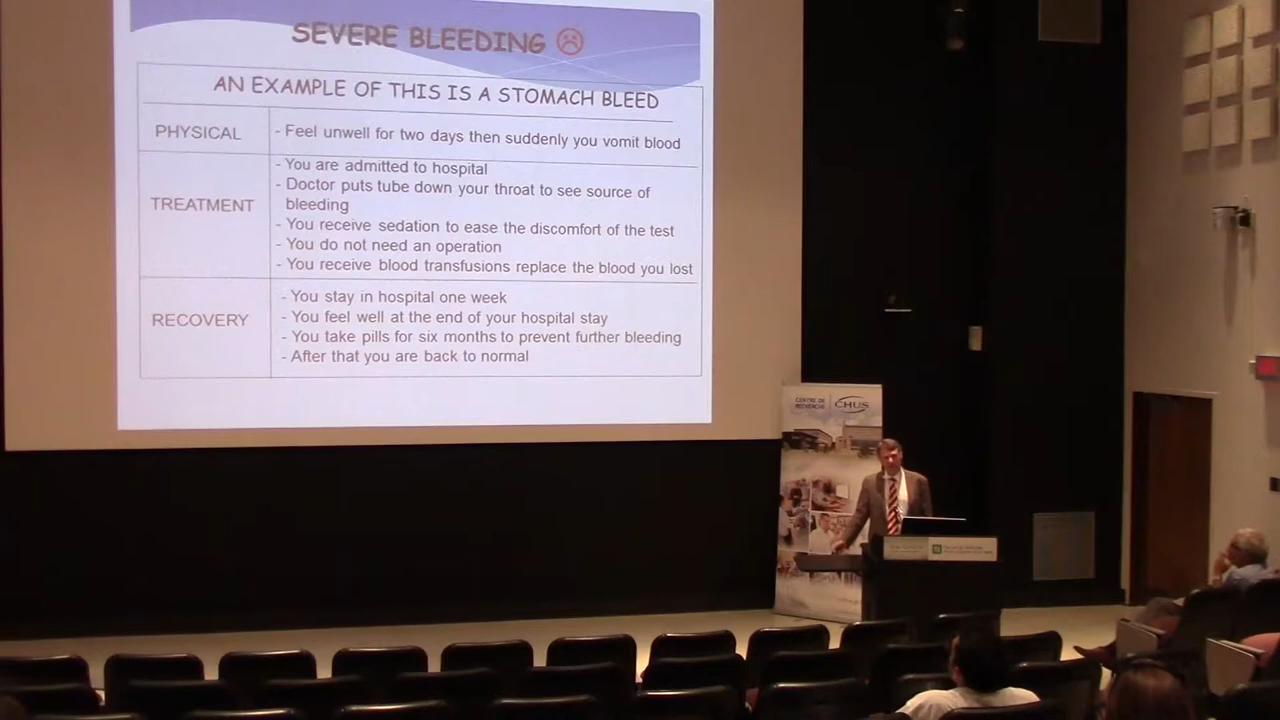 SEVERE BLEEDING
AN EXAMPLE OF THIS IS A STOMACH BLEED
PHYSICAL
- Feel unwell for two days then suddenly you vomit blood
TREATMENT
- You are admitted to hospital
- Doctor puts tube down your throat to see source of
bleeding
- You receive sedation to ease the discomfort of the test
- You do not need an operation
- You receive blood transfusions replace the blood you lost
RECOVERY
- You stay in hospital one week
- You feel well at the end of your hospital stay
- You take pills for six months to prevent further bleeding
- After that you are back to normal
CENTRE DE
RECHERCHE
CHUS